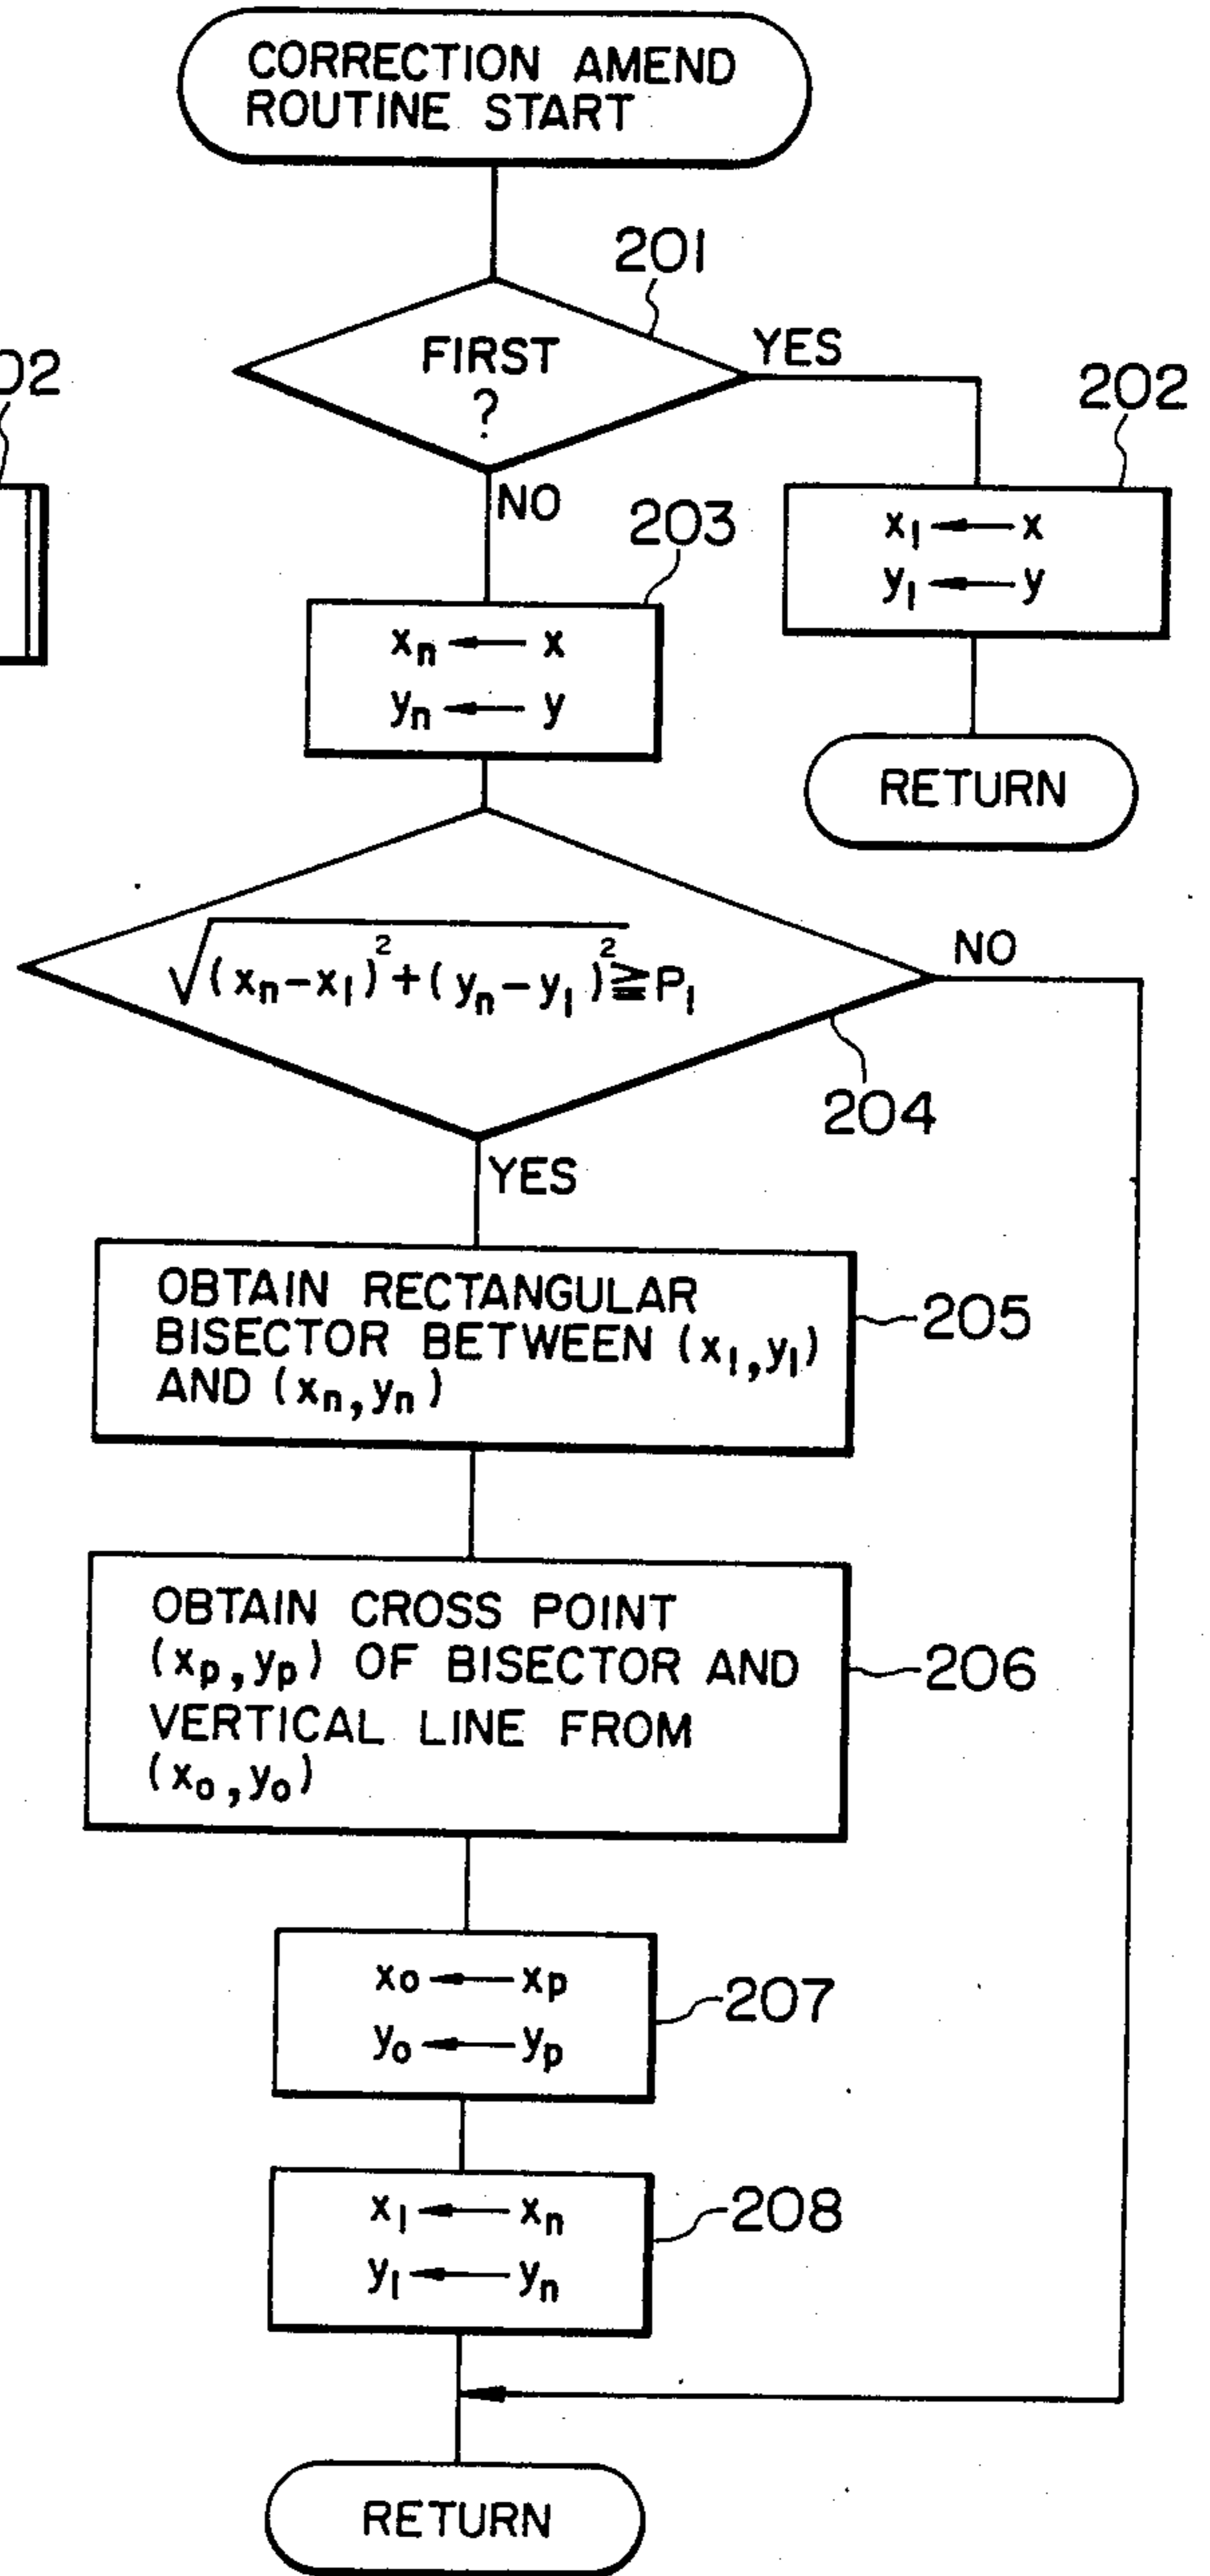 CORRECTION AMEND
ROUTINE START
201
FIRST
?
YES
NO
02
202
x₁ ← x
y₁ ← y
RETURN
203
xₙ ← x
yₙ ← y
√(xₙ-x₁)²+(yₙ-y₁)² ≧ P₁
NO
204
YES
OBTAIN RECTANGULAR
BISECTOR BETWEEN (x₁,y₁)
AND (xₙ,yₙ)
205
OBTAIN CROSS POINT
(xₚ,yₚ) OF BISECTOR AND
VERTICAL LINE FROM
(x₀,y₀)
206
x₀ ← xₚ
y₀ ← yₚ
207
x₁ ← xₙ
y₁ ← yₙ
208
RETURN